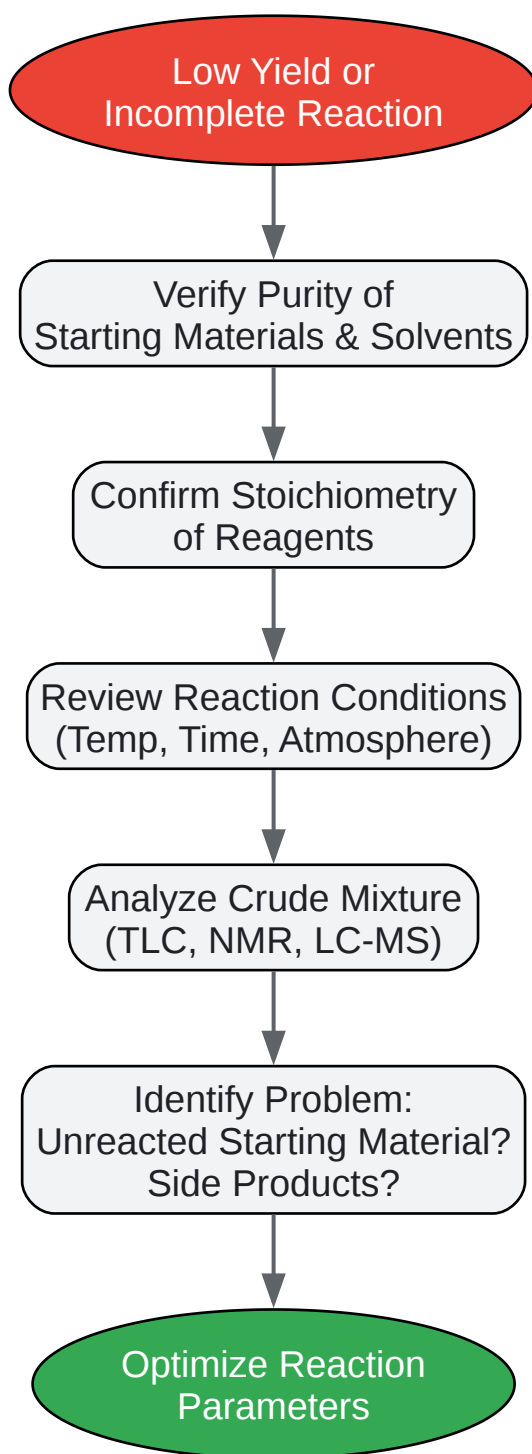 Low Yield or
Incomplete Reaction
Verify Purity of
Starting Materials & Solvents
Confirm Stoichiometry
of Reagents
Review Reaction Conditions
(Temp, Time, Atmosphere)
Analyze Crude Mixture
(TLC, NMR, LC-MS)
Identify Problem:
Unreacted Starting Material?
Side Products?
Optimize Reaction
Parameters